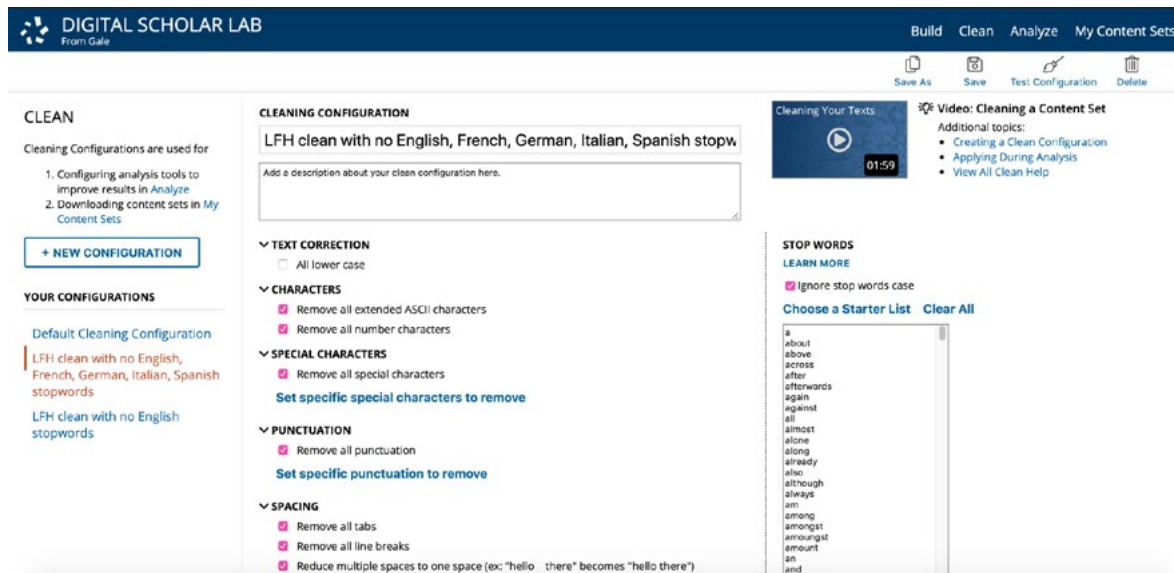 DIGITAL SCHOLAR LAB
From Gale
Build Clean Analyze My Content Sets
Save As Save Test Configuration Delete
CLEAN
Cleaning Configurations are used for
1. Configuring analysis tools to
improve results in Analyze
2. Downloading content sets in My
Content Sets
+ NEW CONFIGURATION
YOUR CONFIGURATIONS
Default Cleaning Configuration
LFH clean with no English,
French, German, Italian, Spanish
stopwords
LFH clean with no English
stopwords
CLEANING CONFIGURATION
LFH clean with no English, French, German, Italian, Spanish stopw
Add a description about your clean configuration here.
TEXT CORRECTION
All lower case
CHARACTERS
Remove all extended ASCII characters
Remove all number characters
SPECIAL CHARACTERS
Remove all special characters
Set specific special characters to remove
PUNCTUATION
Remove all punctuation
Set specific punctuation to remove
SPACING
Remove all tabs
Remove all line breaks
Reduce multiple spaces to one space (ex: "hello   there" becomes "hello there")
Cleaning Your Texts
01:59
Video: Cleaning a Content Set
Additional topics:
• Creating a Clean Configuration
• Applying During Analysis
• View All Clean Help
STOP WORDS
LEARN MORE
Ignore stop words case
Choose a Starter List Clear All
a
about
above
across
after
afterwards
again
against
all
almost
alone
along
already
also
although
always
am
among
amongst
amoungst
amount
an
and